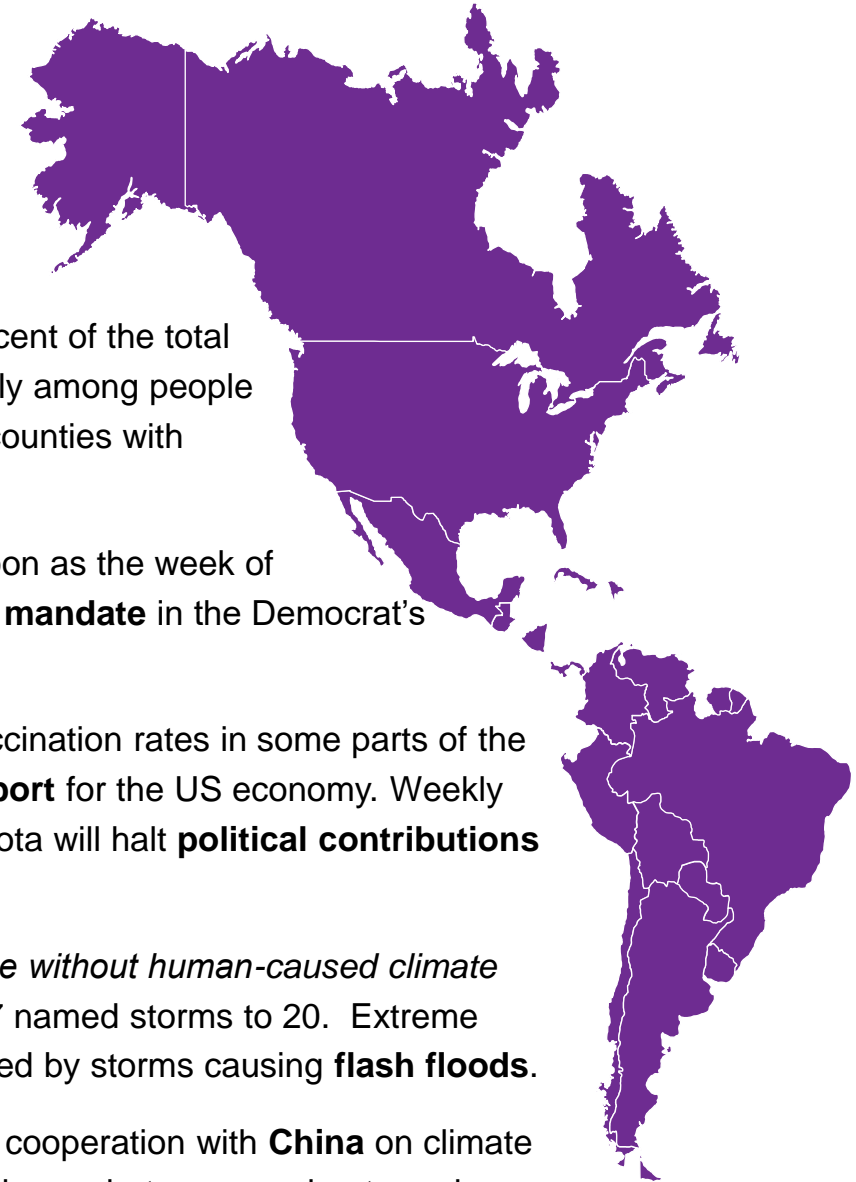 cent of the total
ly among people
counties with
oon as the week of
mandate in the Democrat's
ccination rates in some parts of the
port for the US economy. Weekly
ota will halt political contributions
e without human-caused climate
7 named storms to 20. Extreme
ed by storms causing flash floods.
cooperation with China on climate